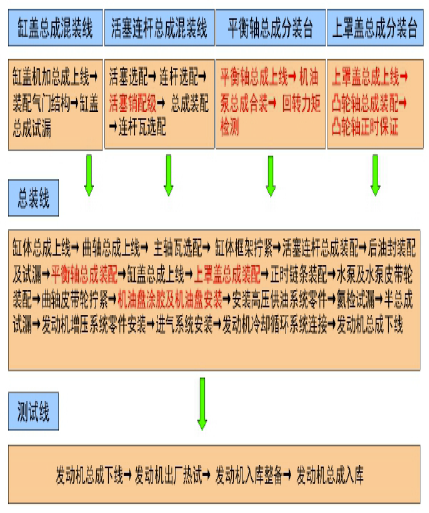 缸盖总成混装线
活塞连杆总成混装线
平衡轴总成分装台
上罩盖总成分装台
缸盖机加总成上线→
装配气门结构→缸盖
总成试漏
活塞选配→连杆选配→
活塞销配级→ 总成装配
→连杆瓦选配
平衡轴总成上线→ 机油
泵总成合装→ 回转力矩
检测
上罩盖总成上线→
凸轮轴总成装配→
凸轮轴正时保证
总装线
缸体总成上线→ 曲轴总成上线→ 主轴瓦选配→ 缸体框架拧紧→活塞连杆总成装配→后油封装配
及试漏→平衡轴总成装配→缸盖总成上线→上罩盖总成装配→正时链条装配→水泵及水泵皮带轮
装配→曲轴皮带轮拧紧→机油盘涂胶及机油盘安装→安装高压供油系统零件→氦检试漏→半总成
试漏→发动机增压系统零件安装→进气系统安装→发动机冷却循环系统连接→发动机总成下线
测试线
发动机总成下线→发动机出厂热试→ 发动机入库整备→ 发动机总成入库